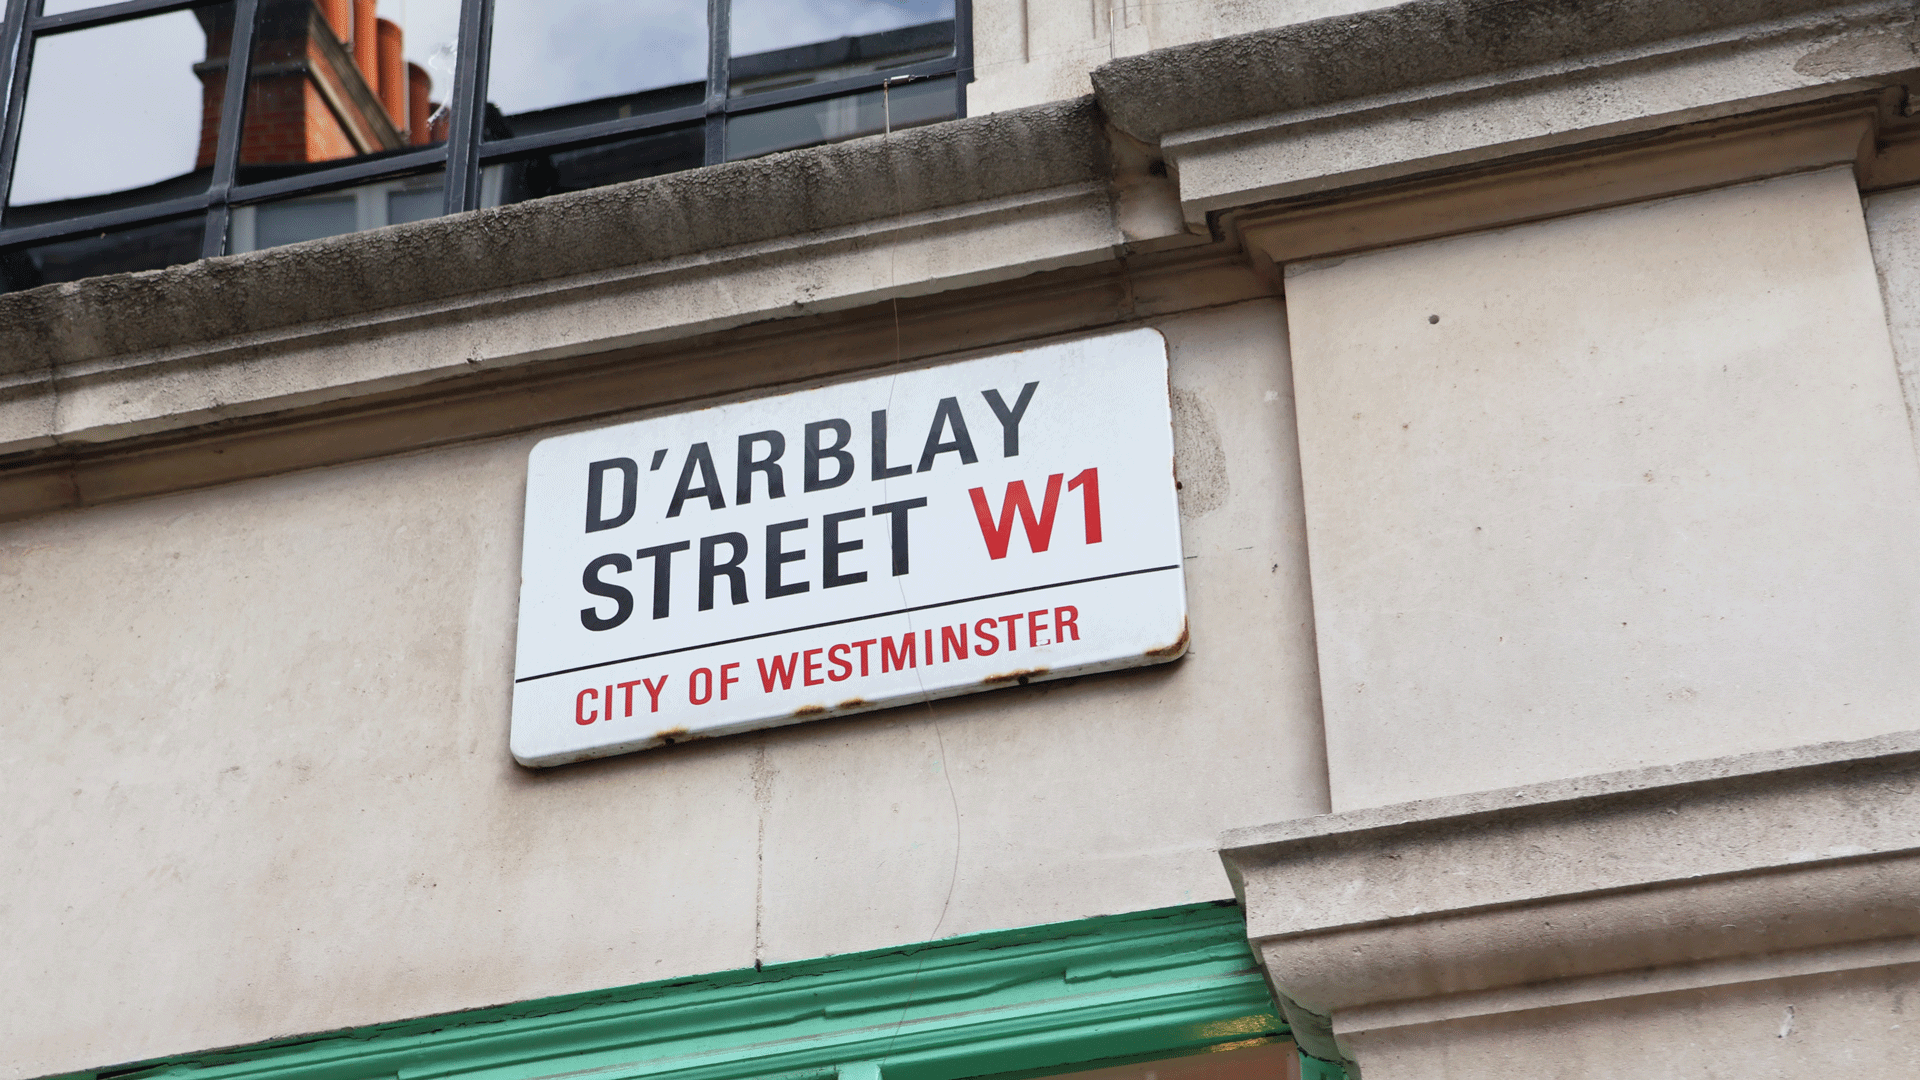 D'ARBLAY
STREET W1
CITY OF WESTMINSTER